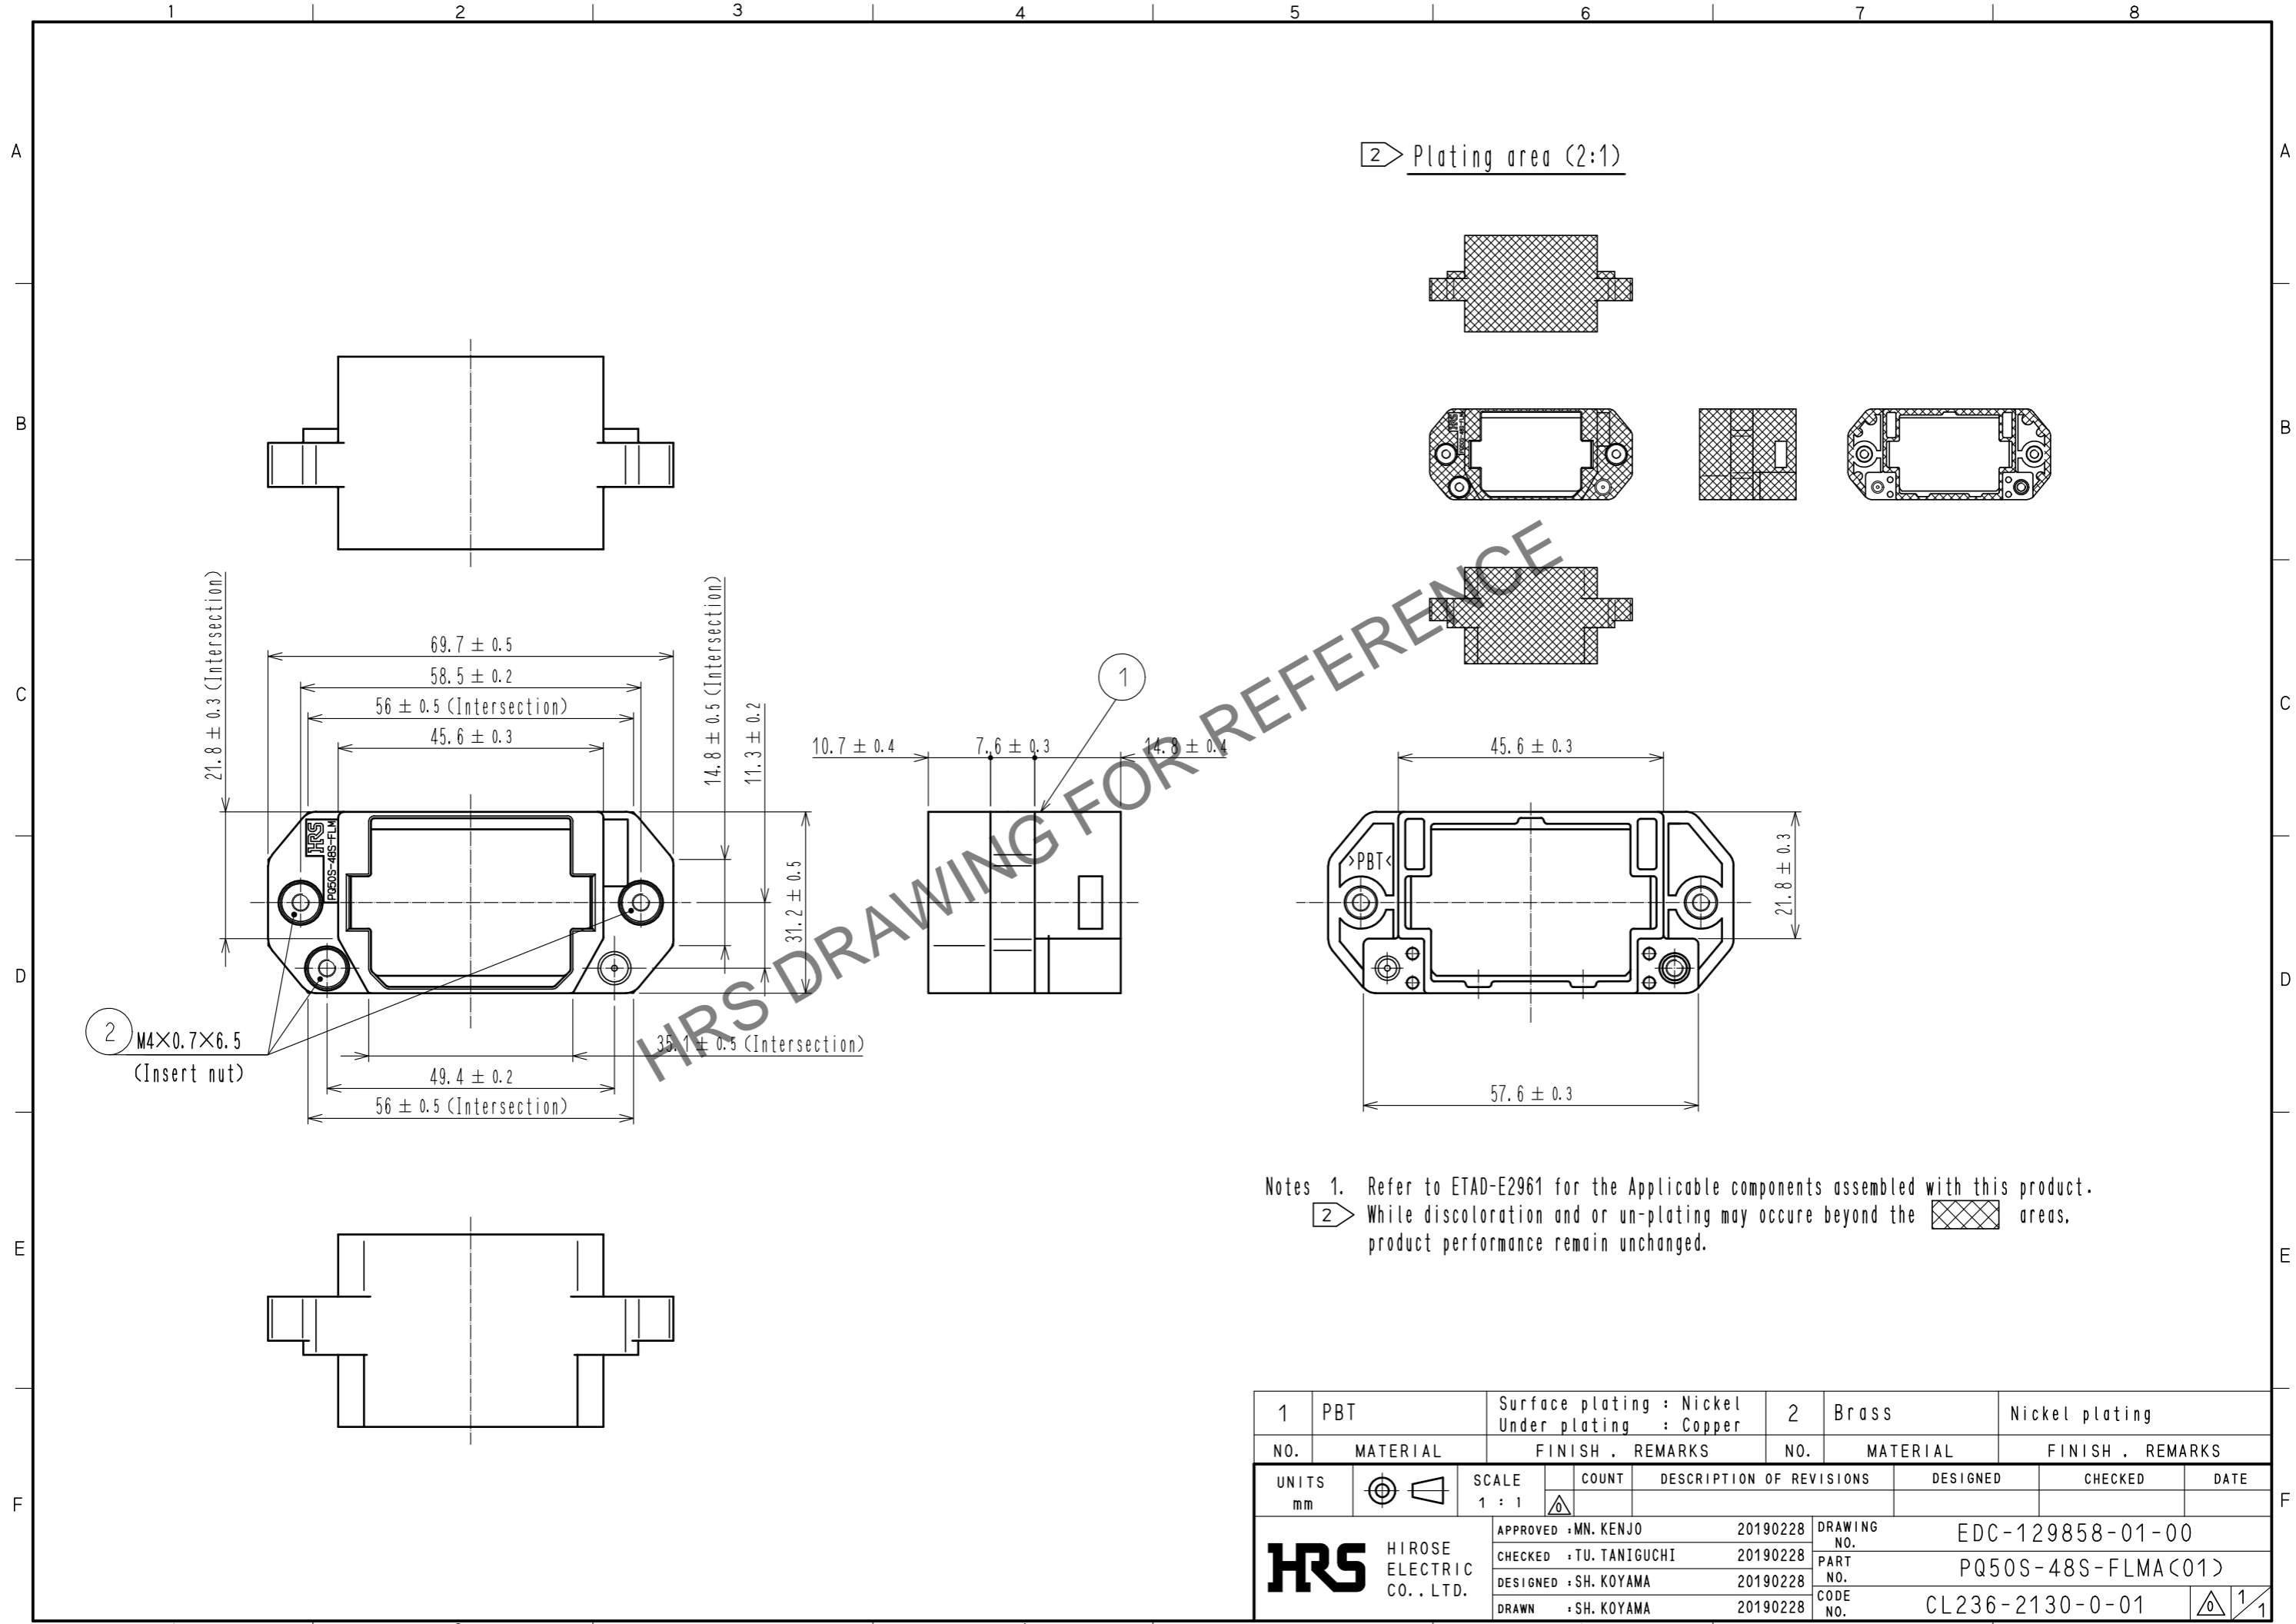 1 2 3 4 5 6 7 8
A A
B B
C C
D D
E E
F F
2 Plating area (2:1)
HRS
PQ50S-48S-FLM
21.8 ± 0.3 (Intersection)
69.7 ± 0.5
58.5 ± 0.2
56 ± 0.5 (Intersection)
45.6 ± 0.3
14.8 ± 0.5 (Intersection)
11.3 ± 0.2
31.2 ± 0.5
HRS
PQ50S-48S-FLM
2 M4×0.7×6.5
(Insert nut)
35.1 ± 0.5 (Intersection)
49.4 ± 0.2
56 ± 0.5 (Intersection)
1
10.7 ± 0.4 7.6 ± 0.3 14.8 ± 0.4
45.6 ± 0.3
>PBT<
21.8 ± 0.3
57.6 ± 0.3
HRS DRAWING FOR REFERENCE
Notes 1. Refer to ETAD-E2961 for the Applicable components assembled with this product.
2 While discoloration and or un-plating may occure beyond the areas,
product performance remain unchanged.
1 PBT Surface plating : Nickel 2 Brass Nickel plating
Under plating : Copper
NO. MATERIAL FINISH . REMARKS NO. MATERIAL FINISH . REMARKS
UNITS mm SCALE 1 : 1 COUNT DESCRIPTION OF REVISIONS DESIGNED CHECKED DATE
0
HRS HIROSE ELECTRIC CO.,LTD.
APPROVED : MN. KENJO 20190228 DRAWING NO. EDC-129858-01-00
CHECKED : TU. TANIGUCHI 20190228 PART NO. PQ50S-48S-FLMA(01)
DESIGNED : SH. KOYAMA 20190228
DRAWN : SH. KOYAMA 20190228 CODE NO. CL236-2130-0-01 0 1/1